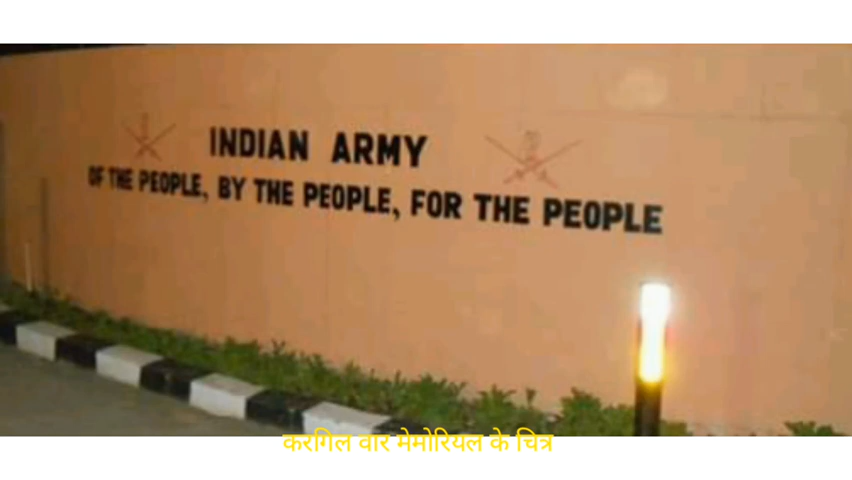 INDIAN ARMY
OF THE PEOPLE, BY THE PEOPLE, FOR THE PEOPLE
करगिल वार मेमोरियल के चित्र